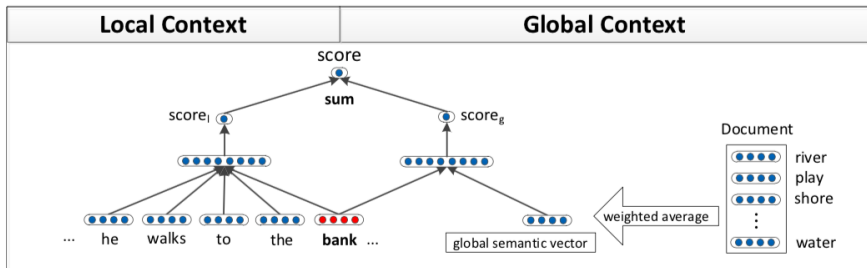 Local Context
Global Context
score
sum
score_l
score_g
Document
river
play
shore
⋮
water
weighted average
global semantic vector
... he walks to the bank ...